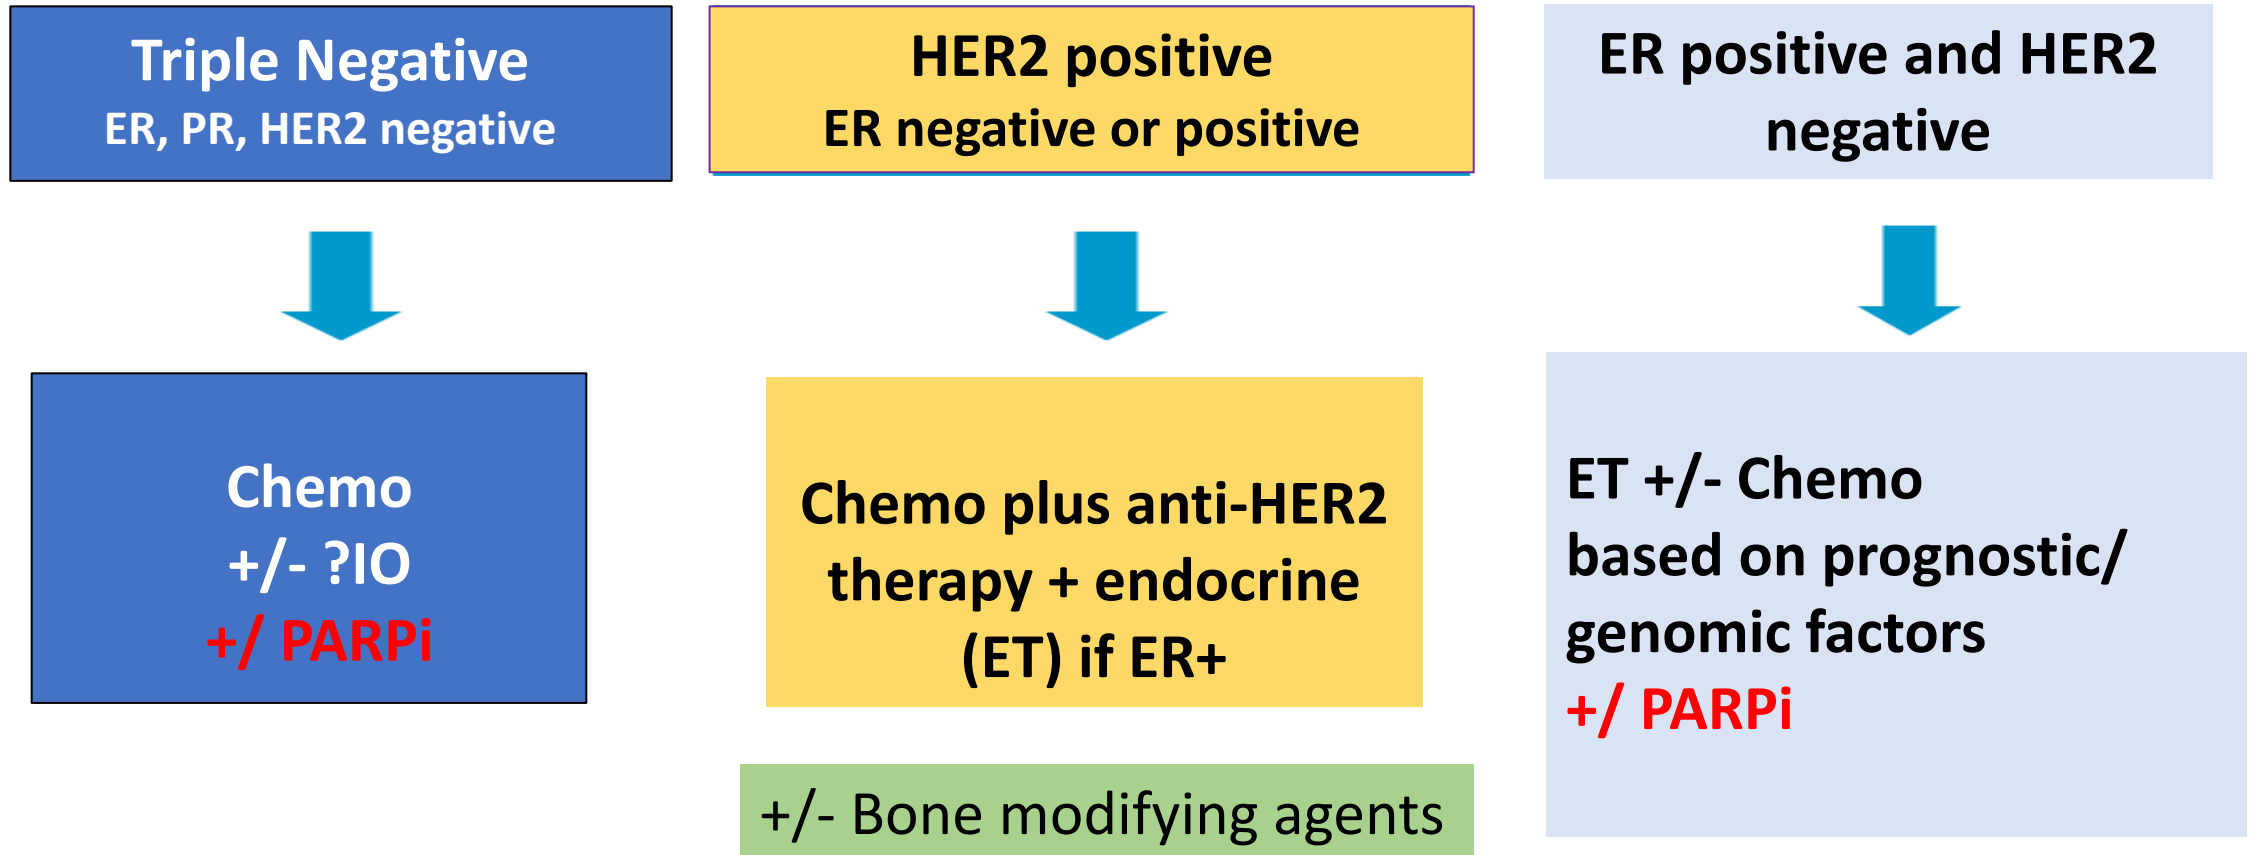 Triple Negative
ER, PR, HER2 negative
Chemo
+/- ?IO
+/ PARPi
HER2 positive
ER negative or positive
Chemo plus anti-HER2
therapy + endocrine
(ET) if ER+
+/- Bone modifying agents
ER positive and HER2
negative
ET +/- Chemo
based on prognostic/
genomic factors
+/ PARPi